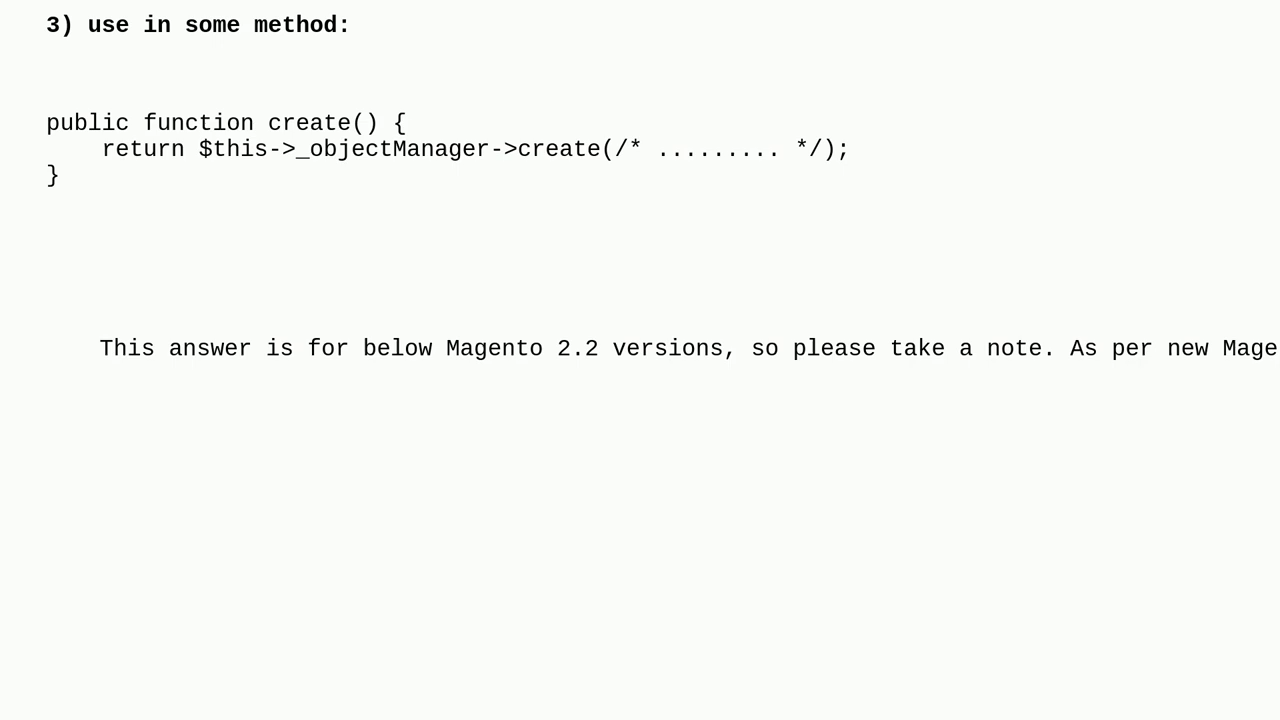 3) use in some method:
public function create() {
    return $this->_objectManager->create(/* ......... */);
}
This answer is for below Magento 2.2 versions, so please take a note. As per new Mage